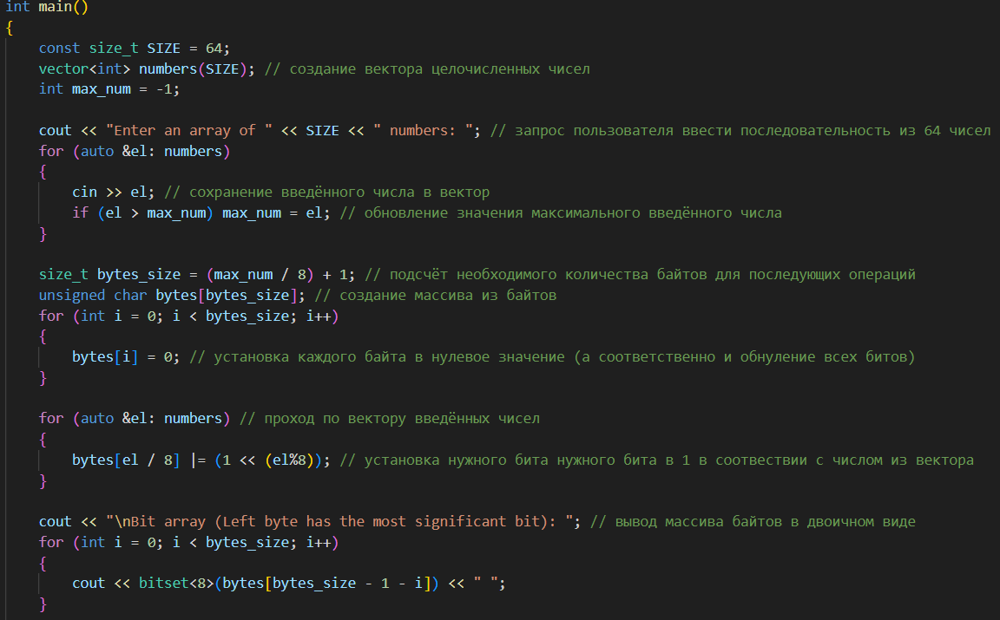 int main()
{
    const size_t SIZE = 64;
    vector<int> numbers(SIZE); // создание вектора целочисленных чисел
    int max_num = -1;

    cout << "Enter an array of " << SIZE << " numbers: "; // запрос пользователя ввести последовательность из 64 чисел
    for (auto &el: numbers)
    {
        cin >> el; // сохранение введённого числа в вектор
        if (el > max_num) max_num = el; // обновление значения максимального введённого числа
    }

    size_t bytes_size = (max_num / 8) + 1; // подсчёт необходимого количества байтов для последующих операций
    unsigned char bytes[bytes_size]; // создание массива из байтов
    for (int i = 0; i < bytes_size; i++)
    {
        bytes[i] = 0; // установка каждого байта в нулевое значение (а соответственно и обнуление всех битов)
    }

    for (auto &el: numbers) // проход по вектору введённых чисел
    {
        bytes[el / 8] |= (1 << (el%8)); // установка нужного бита нужного бита в 1 в соотвествии с числом из вектора
    }

    cout << "\nBit array (Left byte has the most significant bit): "; // вывод массива байтов в двоичном виде
    for (int i = 0; i < bytes_size; i++)
    {
        cout << bitset<8>(bytes[bytes_size - 1 - i]) << " ";
    }